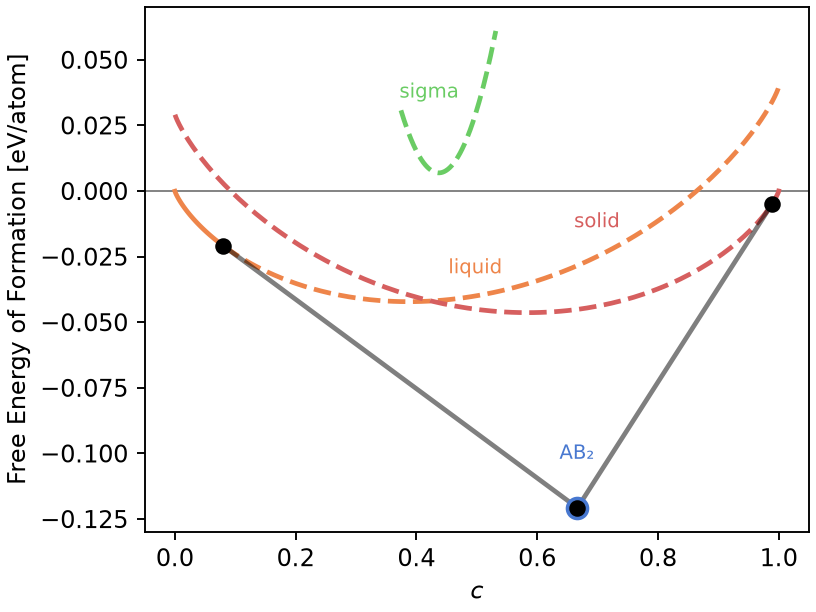 Free Energy of Formation [eV/atom]
0.050
0.025
0.000
−0.025
−0.050
−0.075
−0.100
−0.125
sigma
solid
liquid
AB₂
0.0 0.2 0.4 0.6 0.8 1.0
c